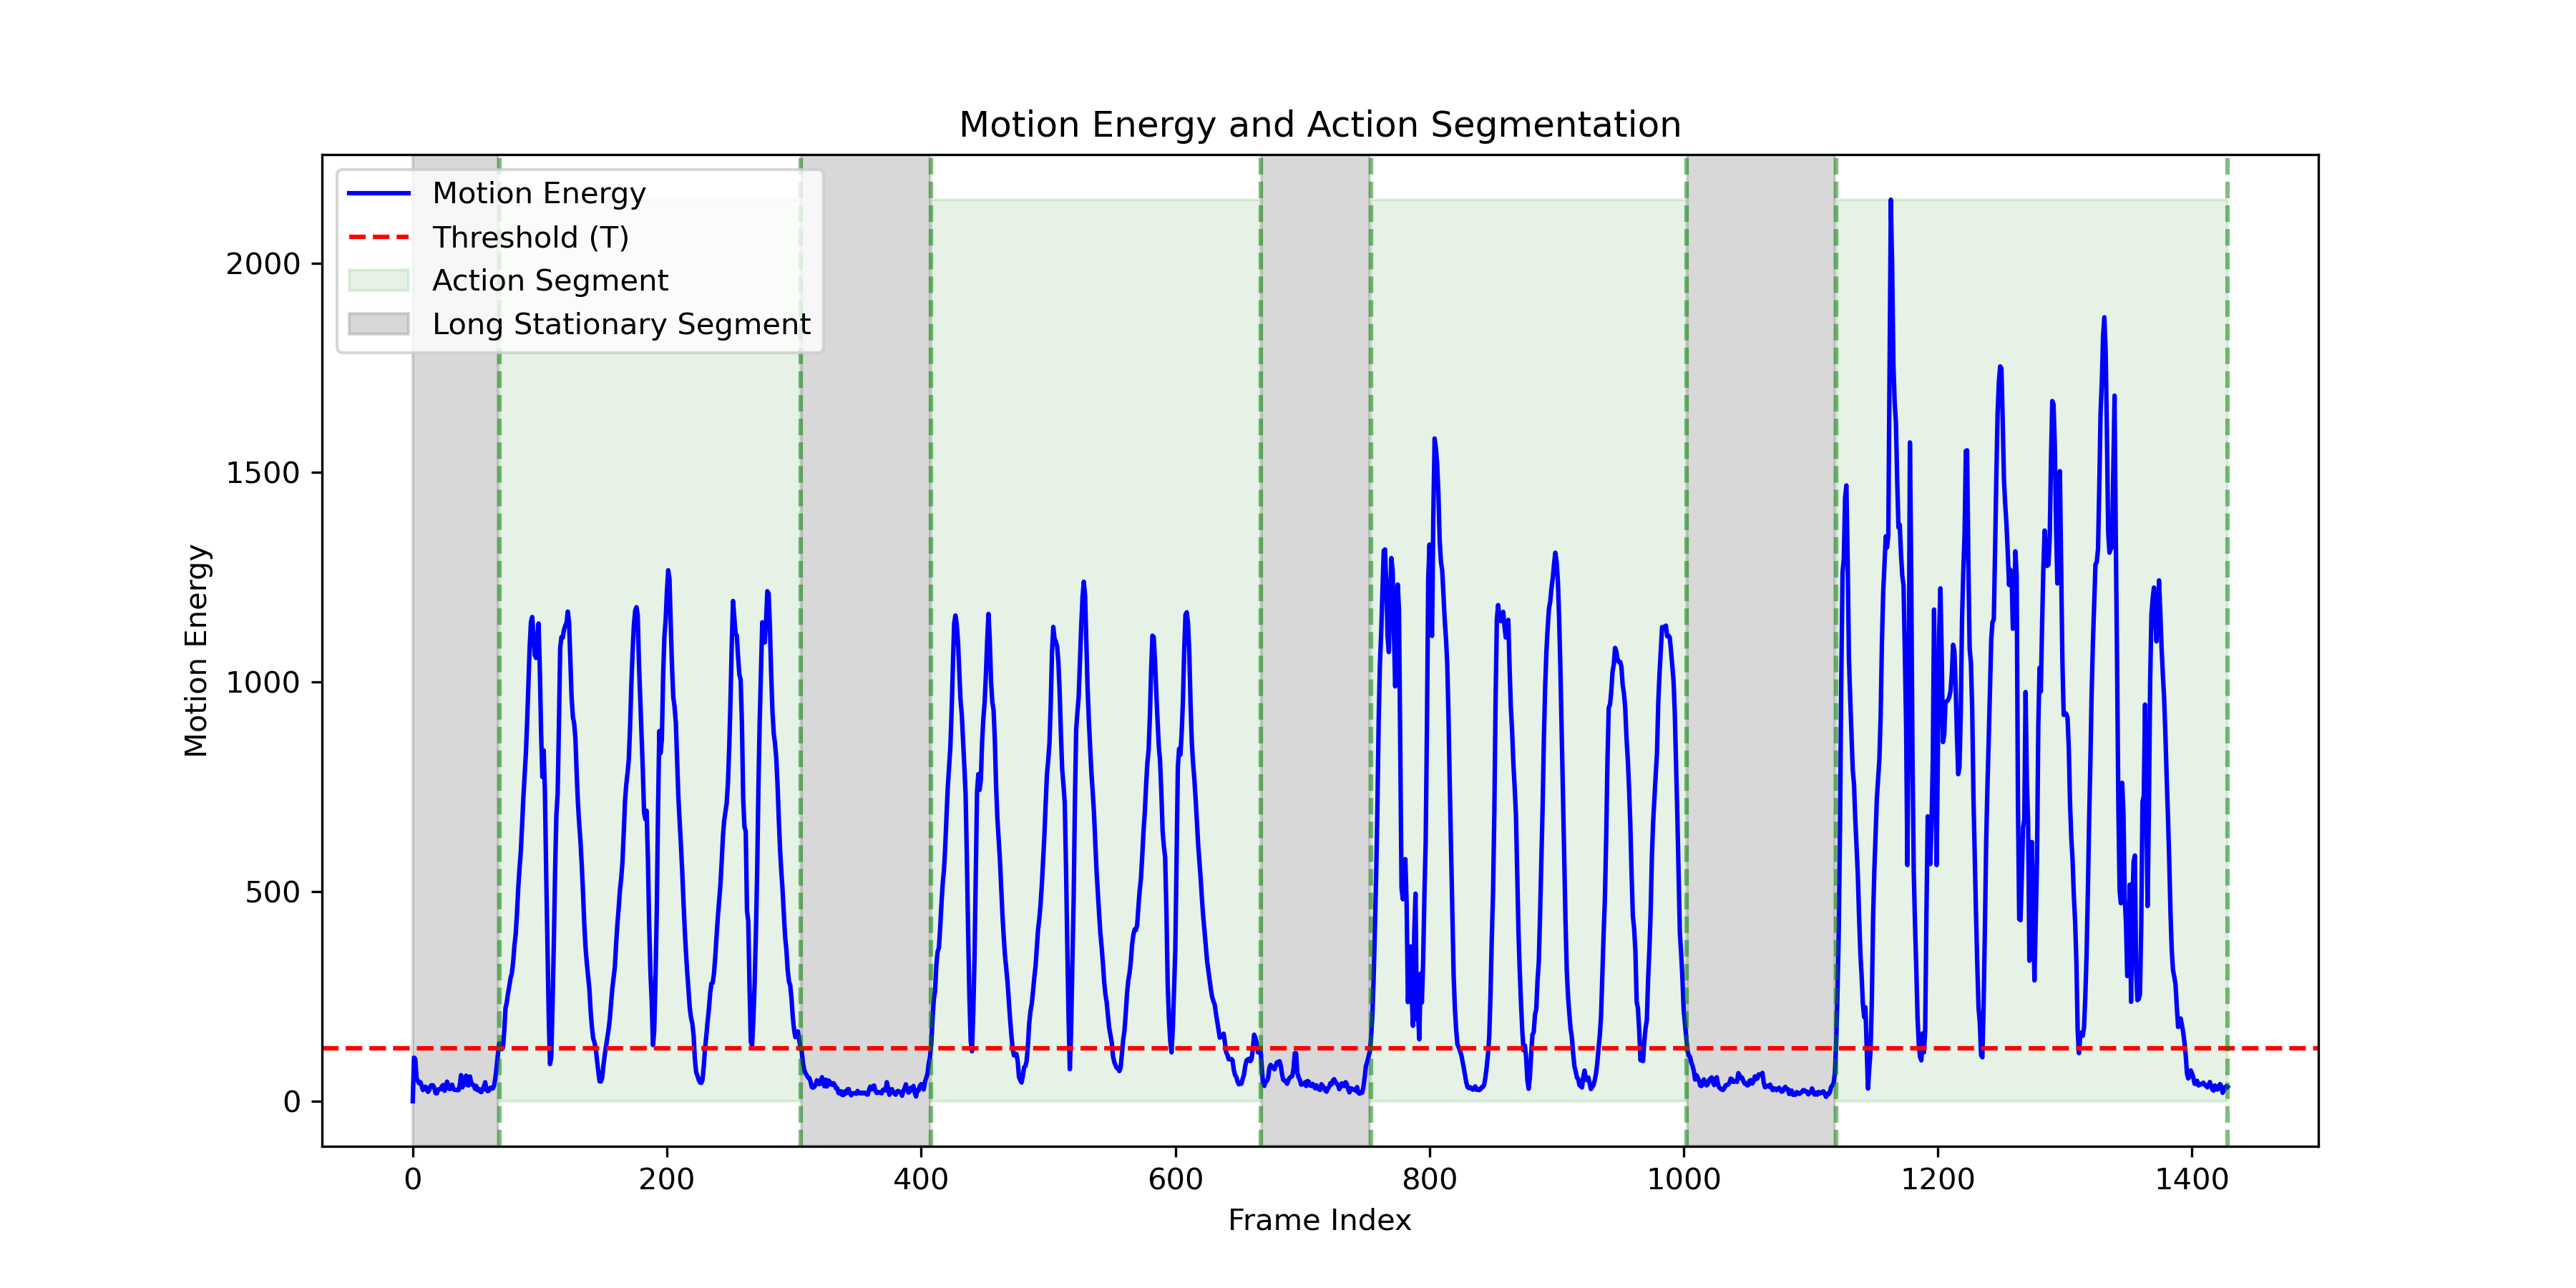 Motion Energy and Action Segmentation
Motion Energy
Threshold (T)
Action Segment
Long Stationary Segment
Motion Energy
2000
1500
1000
500
0
0 200 400 600 800 1000 1200 1400
Frame Index